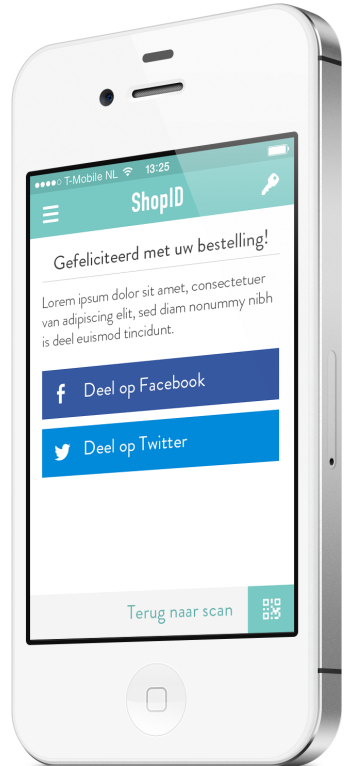 T-Mobile NL 13:25
ShopID
Gefeliciteerd met uw bestelling!
Lorem ipsum dolor sit amet, consectetuer
van adipiscing elit, sed diam nonummy nibh
is deel euismod tincidunt.
Deel op Facebook
Deel op Twitter
Terug naar scan